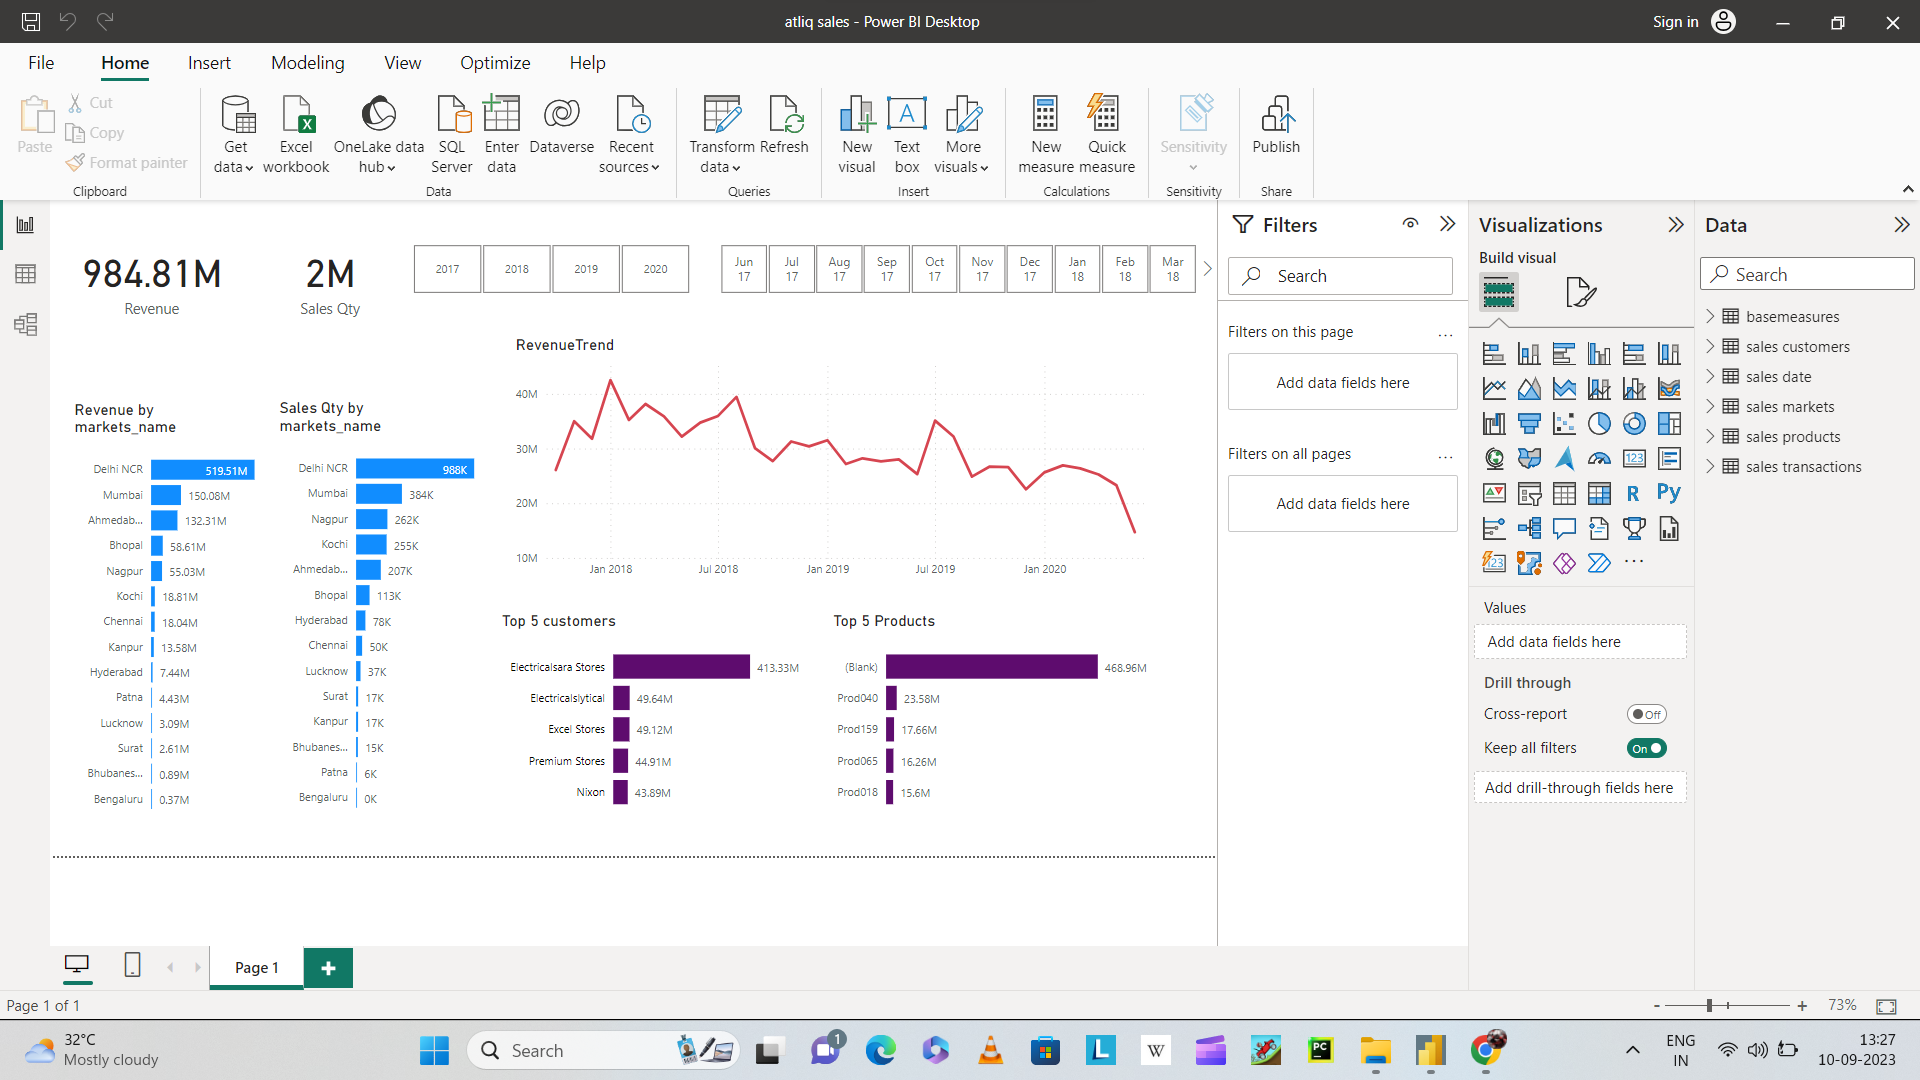 atliq sales - Power BI Desktop
Sign in
File Home Insert Modeling View Optimize Help
Paste
Cut
Copy
Format painter
Clipboard
Get data
Excel workbook
OneLake data hub
SQL Server
Enter data
Dataverse
Recent sources
Data
Transform data
Refresh
Queries
New visual
Text box
More visuals
Insert
New measure
Quick measure
Calculations
Sensitivity
Sensitivity
Publish
Share
984.81M
Revenue
2M
Sales Qty
2017 2018 2019 2020
Jun 17
Jul 17
Aug 17
Sep 17
Oct 17
Nov 17
Dec 17
Jan 18
Feb 18
Mar 18
Revenue by
markets_name
Delhi NCR 519.51M
Mumbai 150.08M
Ahmedab... 132.31M
Bhopal 58.61M
Nagpur 55.03M
Kochi 18.81M
Chennai 18.04M
Kanpur 13.58M
Hyderabad 7.44M
Patna 4.43M
Lucknow 3.09M
Surat 2.61M
Bhubanes... 0.89M
Bengaluru 0.37M
Sales Qty by
markets_name
Delhi NCR 988K
Mumbai 384K
Nagpur 262K
Kochi 255K
Ahmedab... 207K
Bhopal 113K
Hyderabad 78K
Chennai 50K
Lucknow 37K
Surat 17K
Kanpur 17K
Bhubanes... 15K
Patna 6K
Bengaluru 0K
RevenueTrend
40M
30M
20M
10M
Jan 2018 Jul 2018 Jan 2019 Jul 2019 Jan 2020
Top 5 customers
Electricalsara Stores 413.33M
Electricalslytical 49.64M
Excel Stores 49.12M
Premium Stores 44.91M
Nixon 43.89M
Top 5 Products
(Blank) 468.96M
Prod040 23.58M
Prod159 17.66M
Prod065 16.26M
Prod018 15.6M
Filters
Search
Filters on this page ...
Add data fields here
Filters on all pages ...
Add data fields here
Visualizations
Build visual
123
R Py
123
...
Values
Add data fields here
Drill through
Cross-report Off
Keep all filters On
Add drill-through fields here
Data
Search
basemeasures
sales customers
sales date
sales markets
sales products
sales transactions
Page 1
+
Page 1 of 1
- + 73%
32°C
Mostly cloudy
Search
1
L
W
PC
ENG
IN
13:27
10-09-2023